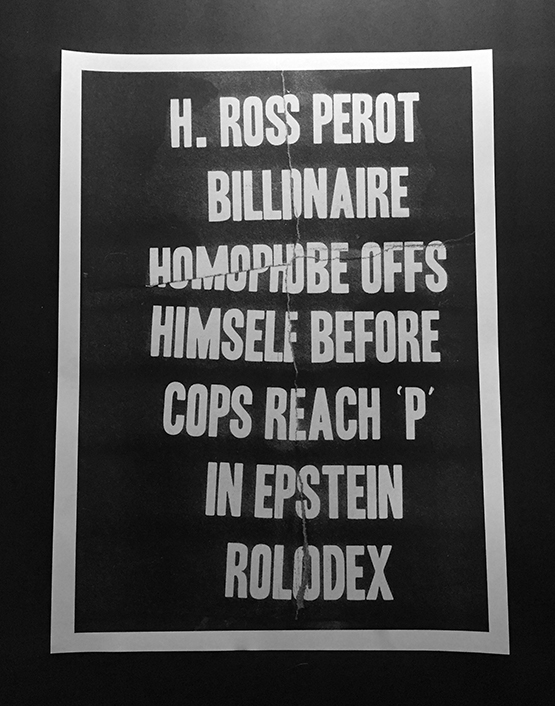 H. ROSS PEROT
BILLIONAIRE
HOMOPHOBE OFFS
HIMSELF BEFORE
COPS REACH 'P'
IN EPSTEIN
ROLODEX